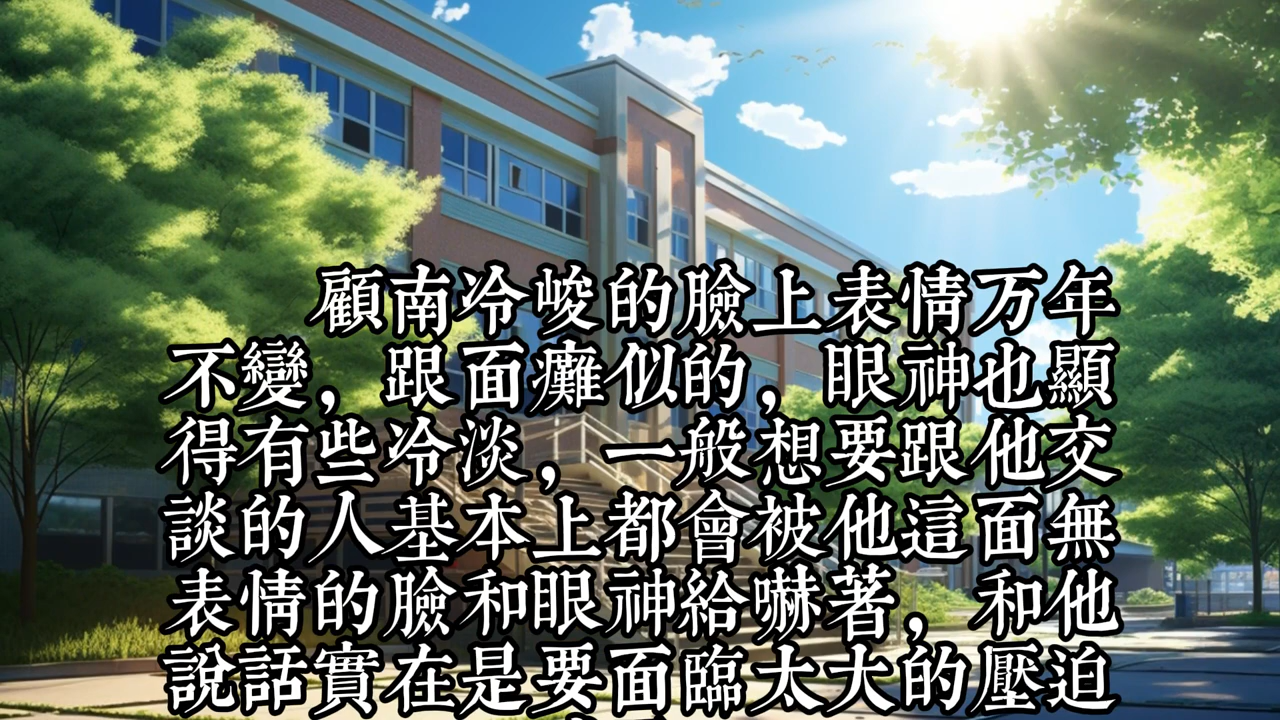 顧南冷峻的臉上表情万年
不變，跟面癱似的，眼神也顯
得有些冷淡，一般想要跟他交
談的人基本上都會被他這面無
表情的臉和眼神給嚇著，和他
說話實在是要面臨太大的壓迫